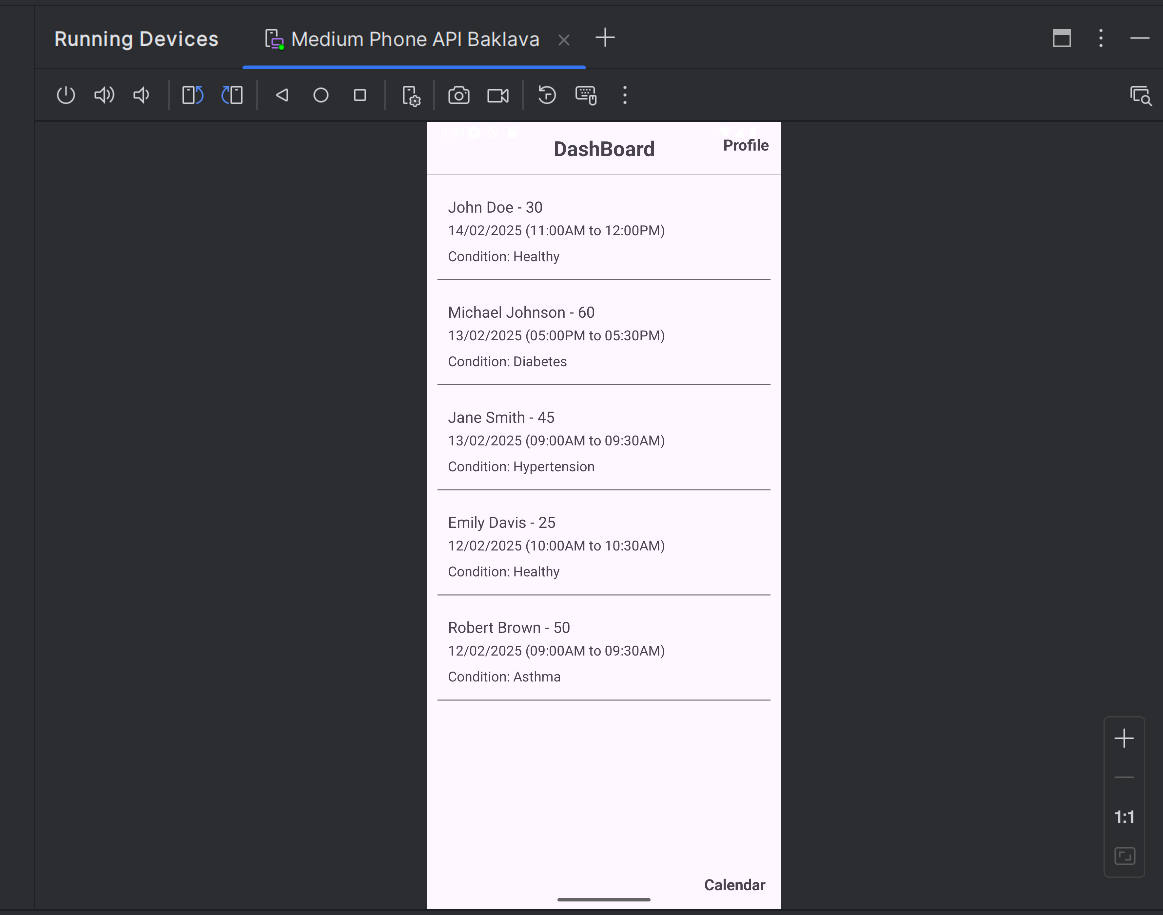 Running Devices
Medium Phone API Baklava
DashBoard
Profile
John Doe - 30
14/02/2025 (11:00AM to 12:00PM)
Condition: Healthy
Michael Johnson - 60
13/02/2025 (05:00PM to 05:30PM)
Condition: Diabetes
Jane Smith - 45
13/02/2025 (09:00AM to 09:30AM)
Condition: Hypertension
Emily Davis - 25
12/02/2025 (10:00AM to 10:30AM)
Condition: Healthy
Robert Brown - 50
12/02/2025 (09:00AM to 09:30AM)
Condition: Asthma
1:1
Calendar